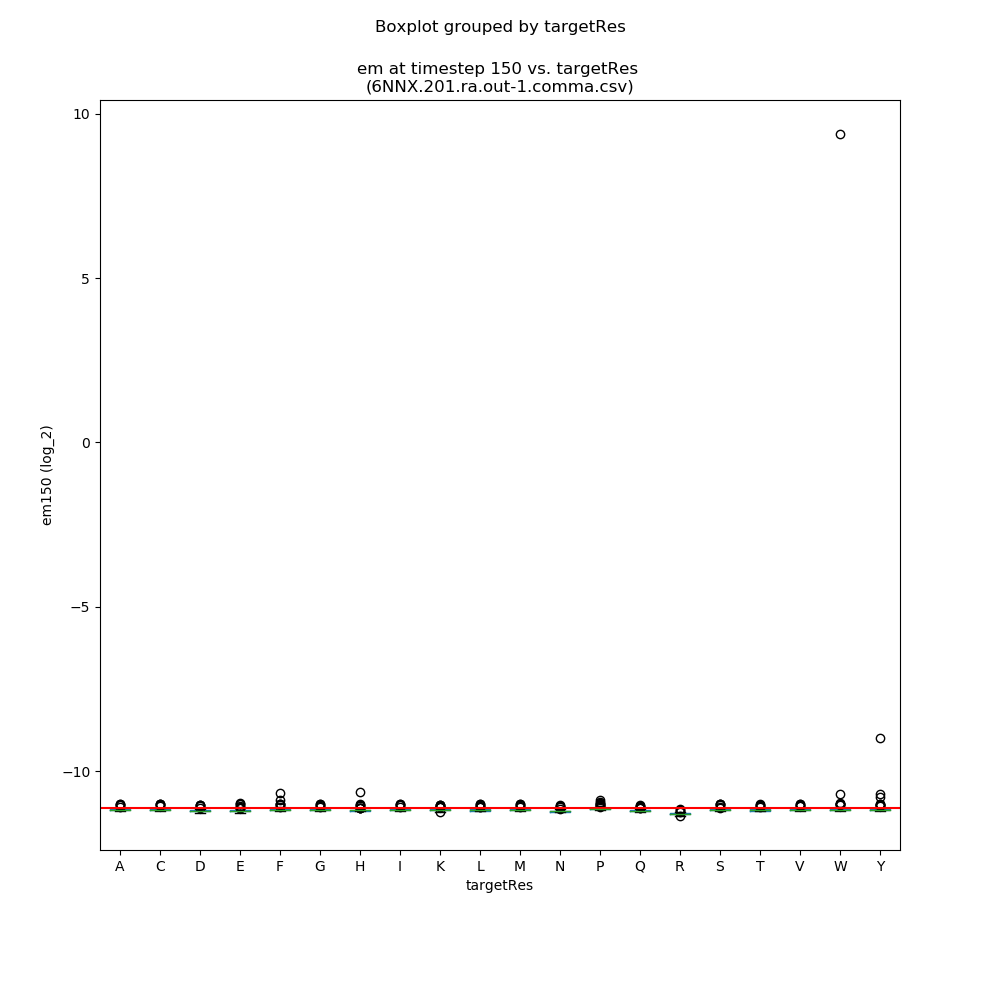 Boxplot grouped by targetRes
em at timestep 150 vs. targetRes
(6NNX.201.ra.out-1.comma.csv)
10
5
0
−5
−10
em150 (log_2)
A C D E F G H I K L M N P Q R S T V W Y
targetRes